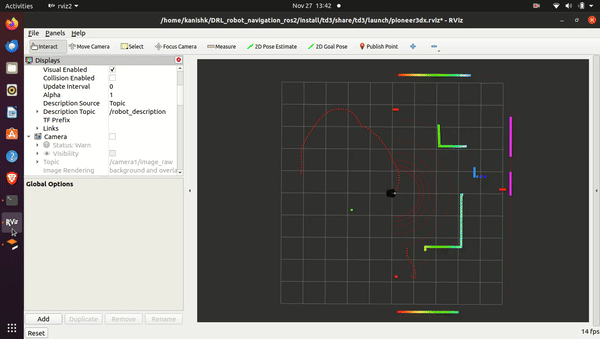 Activities
rviz2
Nov 27 13:42
/home/kanishk/DRL_robot_navigation_ros2/install/td3/share/td3/launch/pioneer3dx.rviz* - RViz
File Panels Help
Interact Move Camera Select Focus Camera Measure 2D Pose Estimate 2D Goal Pose Publish Point
Displays
Visual Enabled
Collision Enabled
Update Interval 0
Alpha 1
Description Source Topic
Description Topic /robot_description
TF Prefix
Links
Camera
Status: Warn
Visibility
Topic /camera1/image_raw
Image Rendering background and overla
Global Options
RViz
Add Duplicate Remove Rename
Reset
14 fps